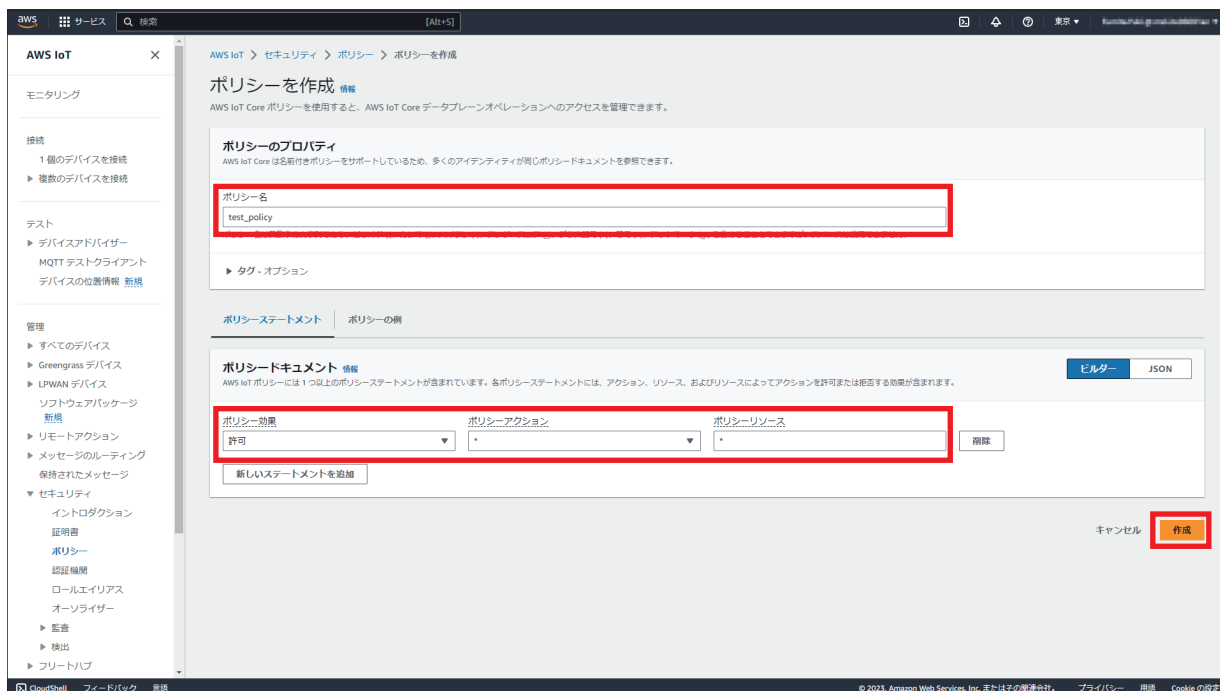 aws サービス 検索 [Alt+S] 東京
AWS IoT
モニタリング
接続
1 個のデバイスを接続
複数のデバイスを接続
テスト
デバイスアドバイザー
MQTT テストクライアント
デバイスの位置情報 新規
管理
すべてのデバイス
Greengrass デバイス
LPWAN デバイス
ソフトウェアパッケージ
新規
リモートアクション
メッセージのルーティング
保持されたメッセージ
セキュリティ
イントロダクション
証明書
ポリシー
認証機関
ロールエイリアス
オーソライザー
監査
検出
フリートハブ
AWS IoT > セキュリティ > ポリシー > ポリシーを作成
ポリシーを作成 情報
AWS IoT Core ポリシーを使用すると、AWS IoT Core データプレーンオペレーションへのアクセスを管理できます。
ポリシーのプロパティ
AWS IoT Core は名前付きポリシーをサポートしているため、多くのアイデンティティが同じポリシードキュメントを参照できます。
ポリシー名
test_policy
タグ - オプション
ポリシーステートメント ポリシーの例
ポリシードキュメント 情報
ビルダー JSON
AWS IoT ポリシーには 1 つ以上のポリシーステートメントが含まれています。各ポリシーステートメントには、アクション、リソース、およびリソースによってアクションを許可または拒否する効果が含まれます。
ポリシー効果 ポリシーアクション ポリシーリソース
許可 * * 削除
新しいステートメントを追加
キャンセル 作成
CloudShell フィードバック 言語 © 2023, Amazon Web Services, Inc. またはその関連会社。 プライバシー 用語 Cookie の設定